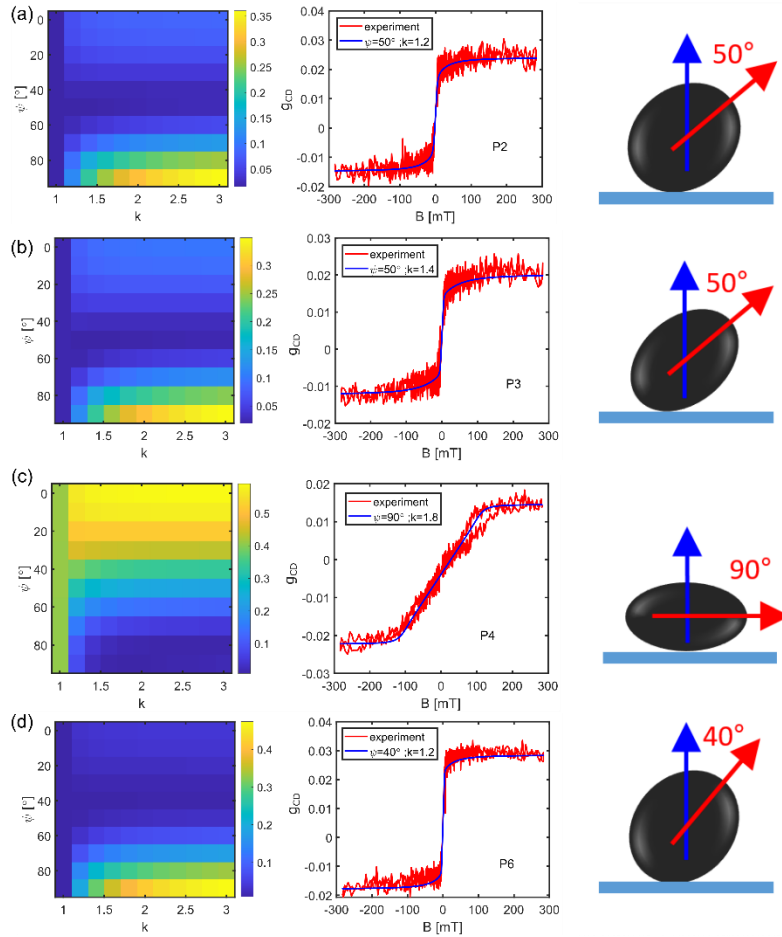 (a)
0
20
40
60
80
ψ [°]
1
1.5
2
2.5
3
k
0.35
0.3
0.25
0.2
0.15
0.1
0.05
0.04
0.03
0.02
0.01
0
-0.01
-0.02
g_CD
experiment
ψ=50° ;k=1.2
P2
-300 -200 -100 0 100 200 300
B [mT]
50°
(b)
0
20
40
60
80
ψ [°]
1
1.5
2
2.5
3
k
0.35
0.3
0.25
0.2
0.15
0.1
0.05
0.03
0.02
0.01
0
-0.01
-0.02
g_CD
experiment
ψ=50° ;k=1.4
P3
-300 -200 -100 0 100 200 300
B [mT]
50°
(c)
0
20
40
60
80
ψ [°]
1
1.5
2
2.5
3
k
0.5
0.4
0.3
0.2
0.1
0.02
0.01
0
-0.01
-0.02
-0.03
g_CD
experiment
ψ=90° ;k=1.8
P4
-300 -200 -100 0 100 200 300
B [mT]
90°
(d)
0
20
40
60
80
ψ [°]
1
1.5
2
2.5
3
k
0.4
0.3
0.2
0.1
0.04
0.03
0.02
0.01
0
-0.01
-0.02
g_CD
experiment
ψ=40° ;k=1.2
P6
-300 -200 -100 0 100 200 300
B [mT]
40°